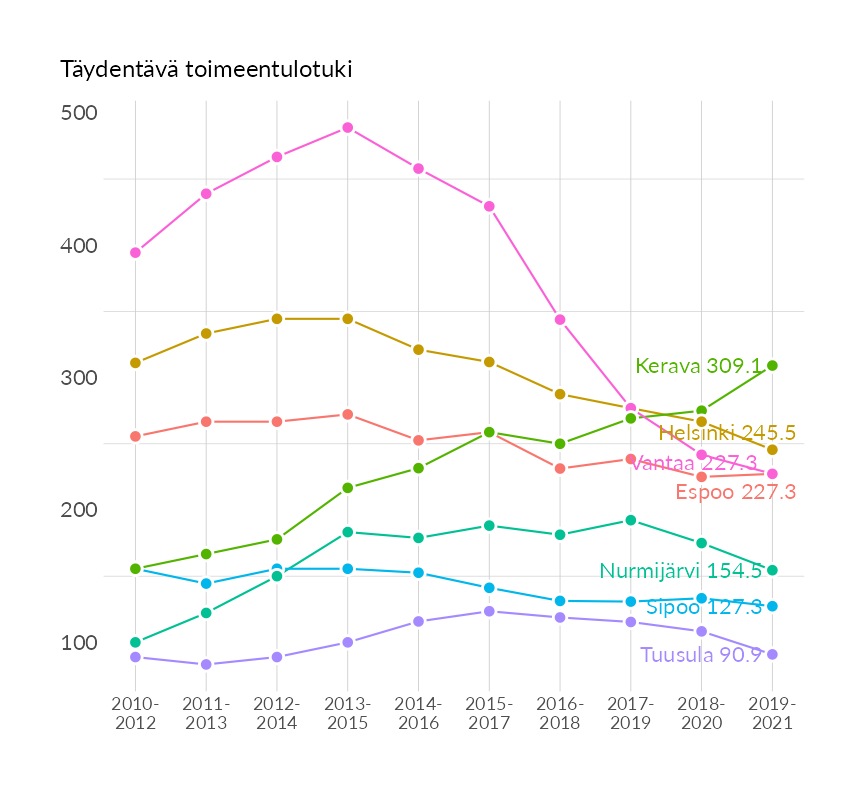 Täydentävä toimeentulotuki
500
400
300
200
100
Kerava 309.1
Helsinki 245.5
Vantaa 227.3
Espoo 227.3
Nurmijärvi 154.5
Sipoo 127.3
Tuusula 90.9
2010- 2011- 2012- 2013- 2014- 2015- 2016- 2017- 2018- 2019-
2012 2013 2014 2015 2016 2017 2018 2019 2020 2021